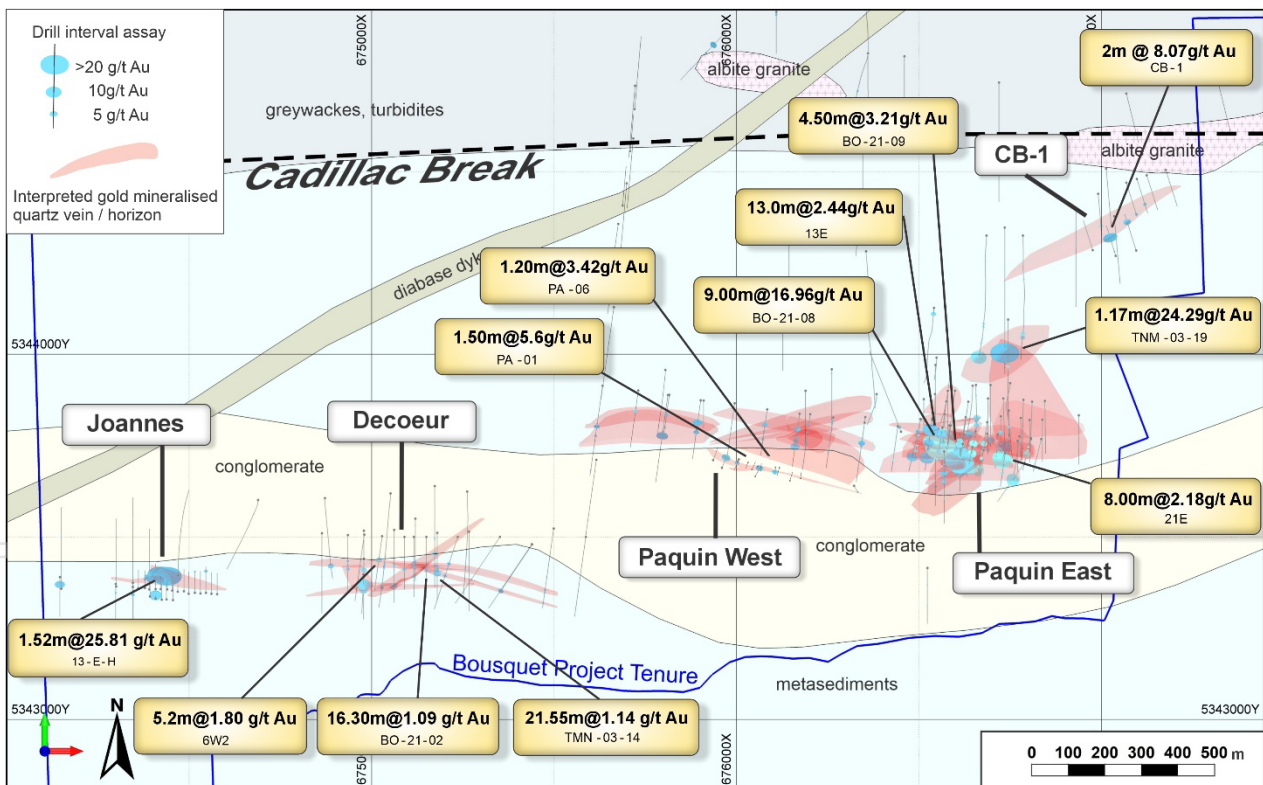 Drill interval assay
>20 g/t Au
10g/t Au
5 g/t Au
Interpreted gold mineralised
quartz vein / horizon
675000X
676000X
00X
greywackes, turbidites
albite granite
2m @ 8.07g/t Au
CB-1
4.50m@3.21g/t Au
BO-21-09
CB-1
albite granite
Cadillac Break
13.0m@2.44g/t Au
13E
1.20m@3.42g/t Au
PA -06
diabase dyk
9.00m@16.96g/t Au
BO-21-08
1.50m@5.6g/t Au
PA -01
1.17m@24.29g/t Au
TNM -03-19
5344000Y
5344000Y
Joannes
Decoeur
conglomerate
8.00m@2.18g/t Au
21E
Paquin West
conglomerate
Paquin East
1.52m@25.81 g/t Au
13-E-H
Bousquet Project Tenure
metasediments
5.2m@1.80 g/t Au
6W2
16.30m@1.09 g/t Au
BO-21-02
21.55m@1.14 g/t Au
TMN -03-14
5343000Y
5343000Y
N
67500
676000X
0 100 200 300 400 500 m